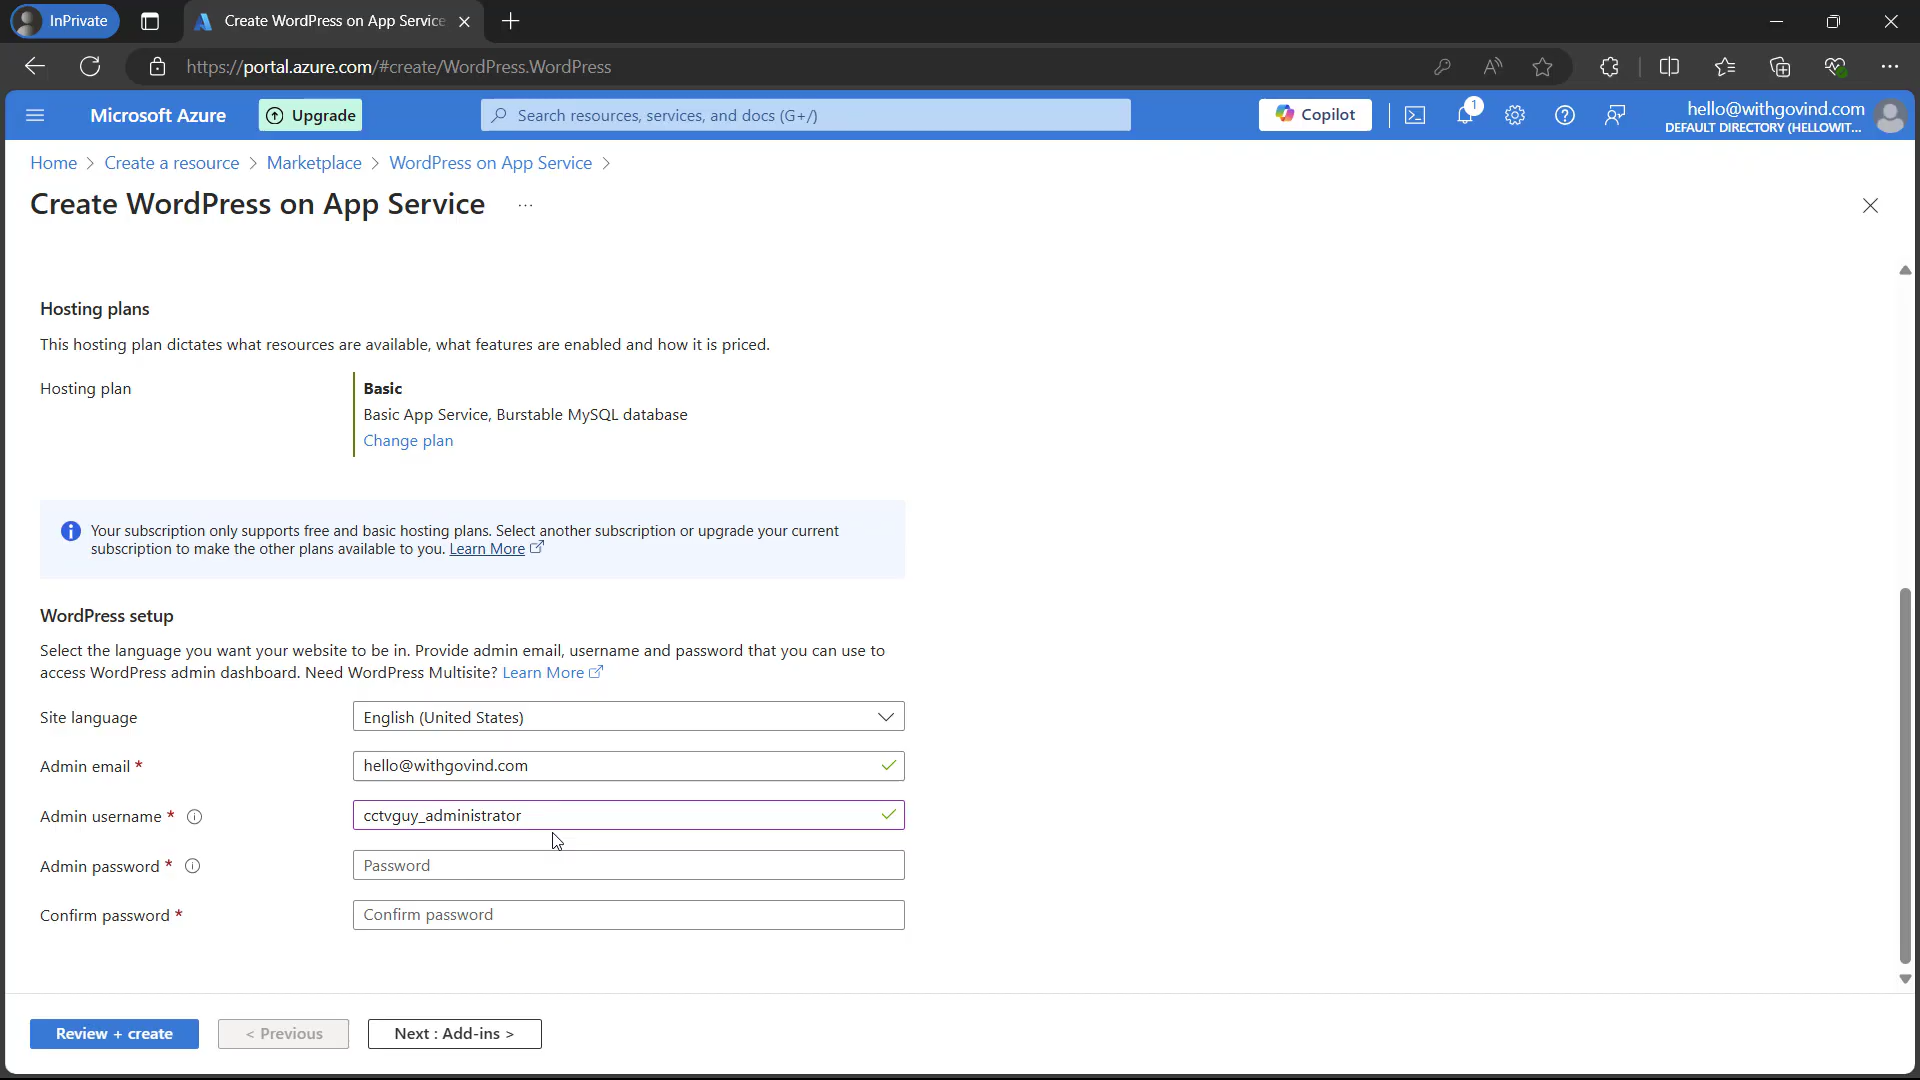 InPrivate
Create WordPress on App Service
https://portal.azure.com/#create/WordPress.WordPress
Microsoft Azure
Upgrade
Search resources, services, and docs (G+/)
Copilot
1
hello@withgovind.com
DEFAULT DIRECTORY (HELLOWIT...
Home > Create a resource > Marketplace > WordPress on App Service >
Create WordPress on App Service ...
Hosting plans
This hosting plan dictates what resources are available, what features are enabled and how it is priced.
Hosting plan
Basic
Basic App Service, Burstable MySQL database
Change plan
Your subscription only supports free and basic hosting plans. Select another subscription or upgrade your current
subscription to make the other plans available to you. Learn More
WordPress setup
Select the language you want your website to be in. Provide admin email, username and password that you can use to
access WordPress admin dashboard. Need WordPress Multisite? Learn More
Site language
English (United States)
Admin email *
hello@withgovind.com
Admin username *
cctvguy_administrator
Admin password *
Password
Confirm password *
Confirm password
Review + create
< Previous
Next : Add-ins >